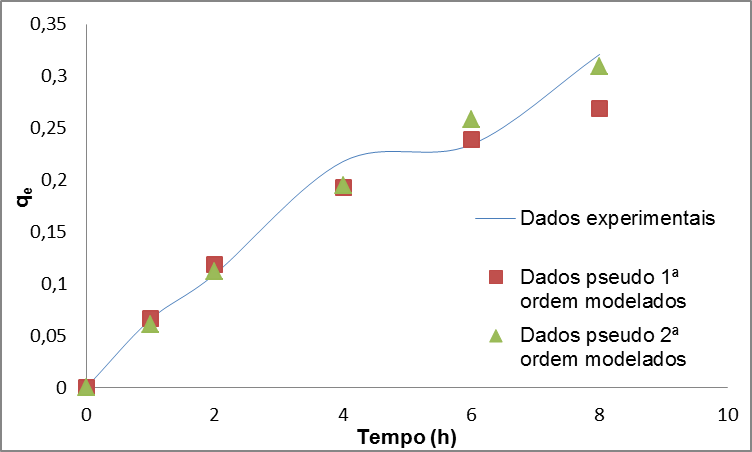 0,35
0,3
0,25
0,2
0,15
0,1
0,05
0
qe
0 2 4 6 8 10
Tempo (h)
Dados experimentais
Dados pseudo 1ª
ordem modelados
Dados pseudo 2ª
ordem modelados